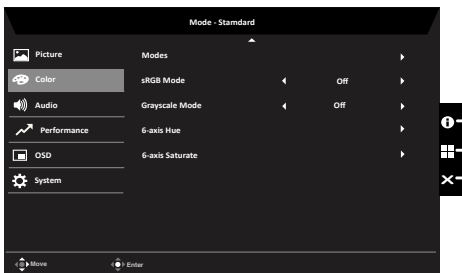 Mode - Stamdard
Picture
Modes
Color
sRGB Mode Off
Audio
Grayscale Mode Off
Performance
6-axis Hue
OSD
6-axis Saturate
System
Move Enter